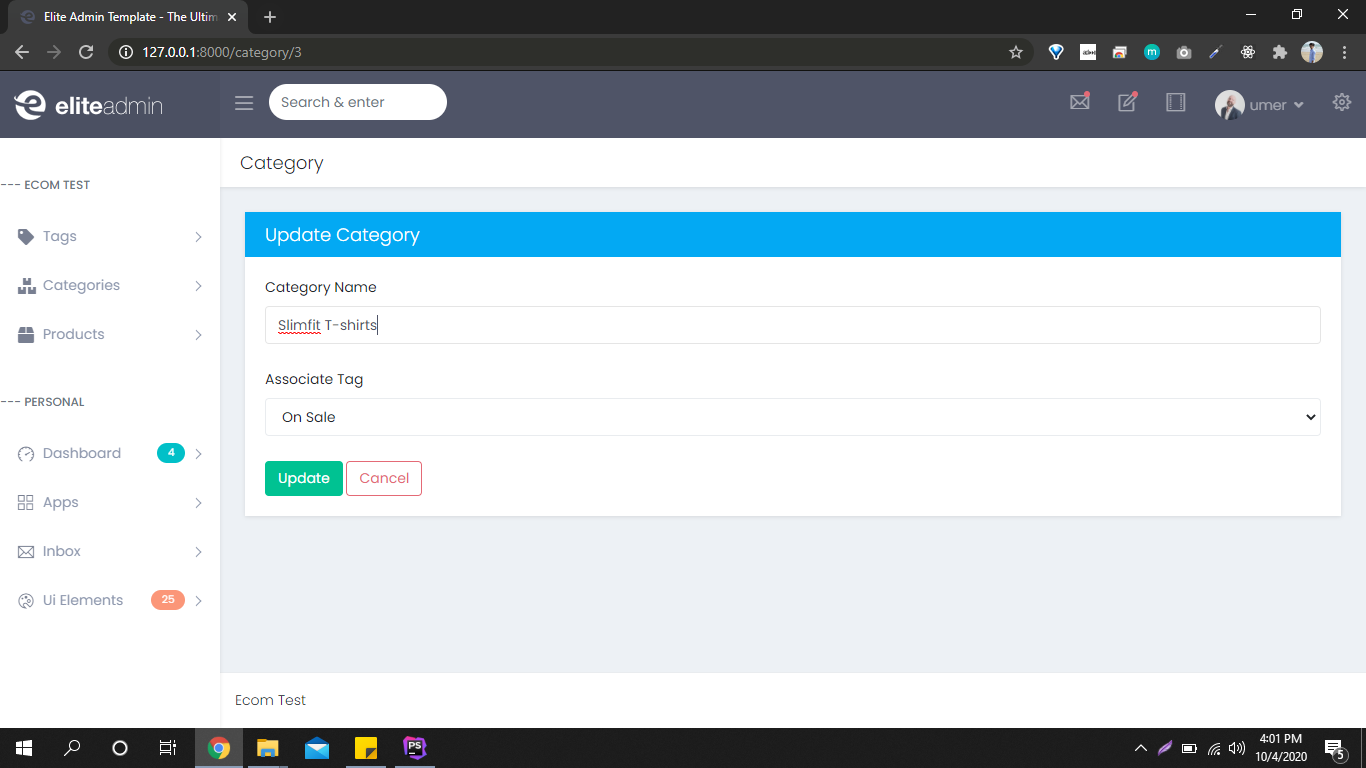 Elite Admin Template - The Ultim
127.0.0.1:8000/category/3
eliteadmin
Search & enter
umer
Category
--- ECOM TEST
Tags
Categories
Products
--- PERSONAL
Dashboard 4
Apps
Inbox
Ui Elements 25
Update Category
Category Name
Slimfit T-shirts
Associate Tag
On Sale
Update Cancel
Ecom Test
PS
4:01 PM
10/4/2020
5